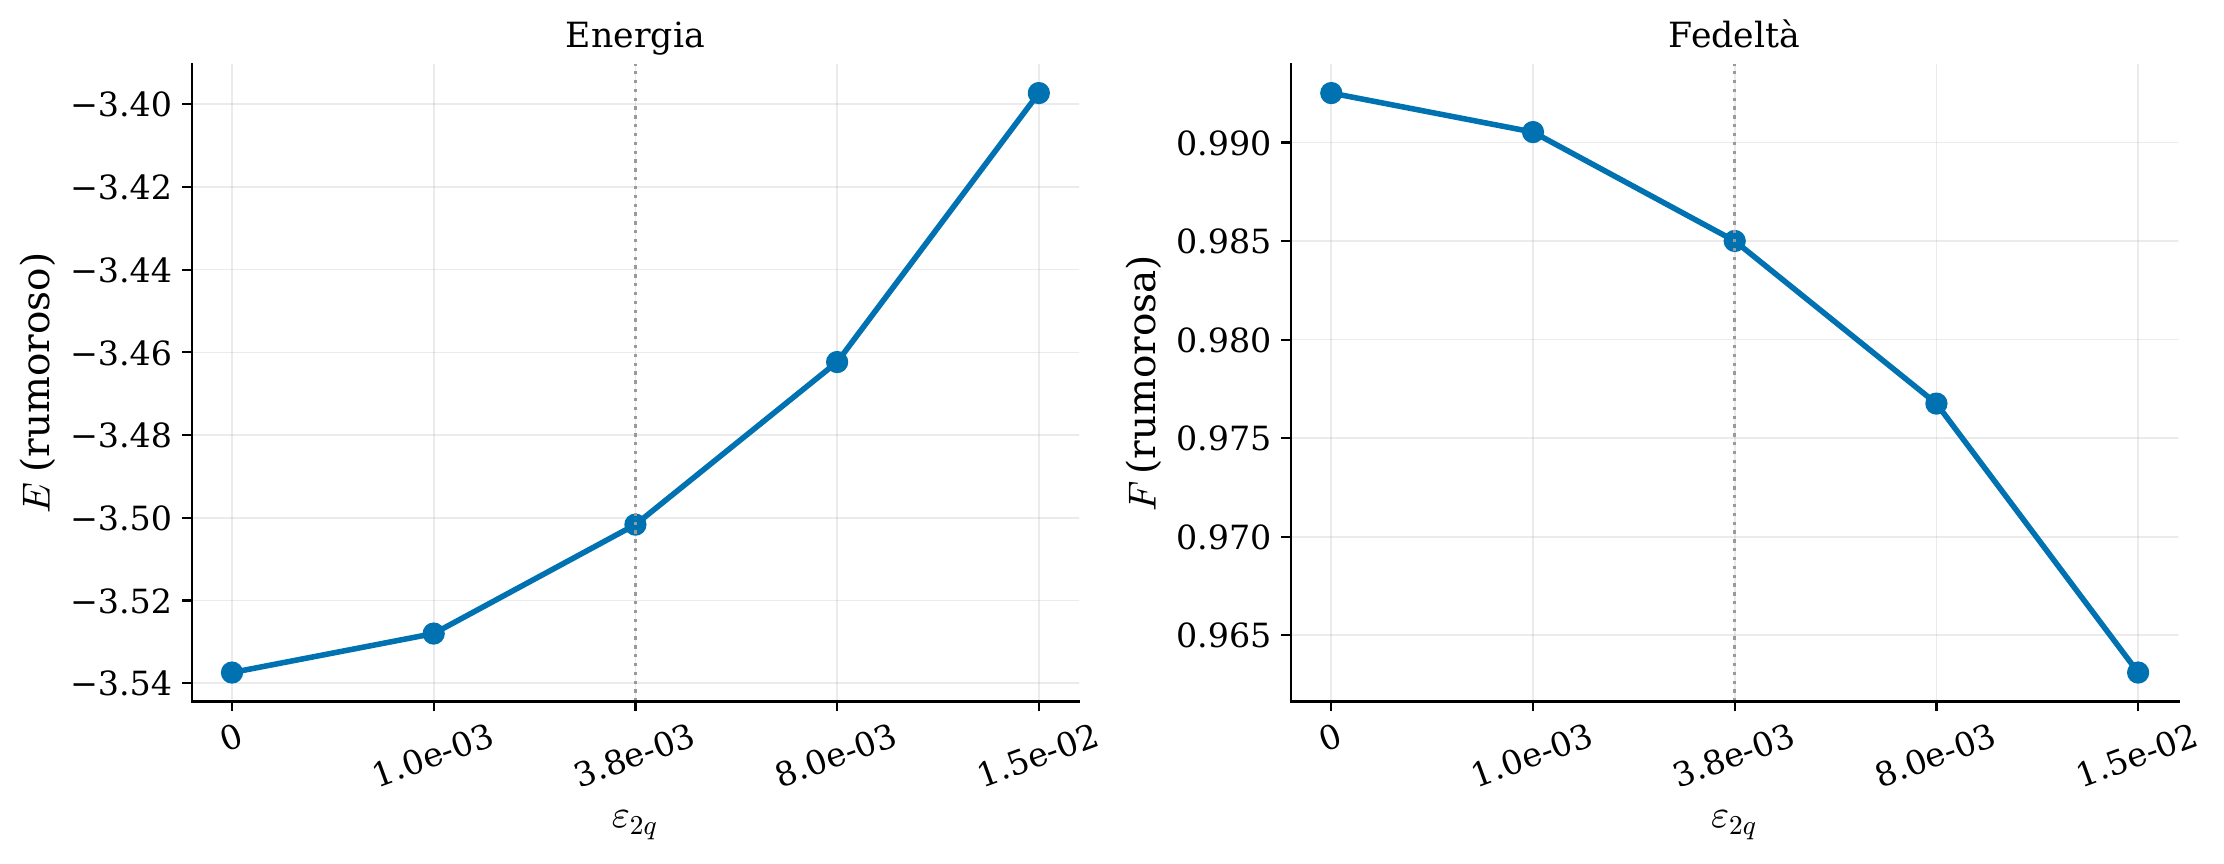 Energia
E (rumoroso)
−3.40
−3.42
−3.44
−3.46
−3.48
−3.50
−3.52
−3.54
0
1.0e-03
3.8e-03
8.0e-03
1.5e-02
ε2q
Fedeltà
F (rumorosa)
0.990
0.985
0.980
0.975
0.970
0.965
0
1.0e-03
3.8e-03
8.0e-03
1.5e-02
ε2q